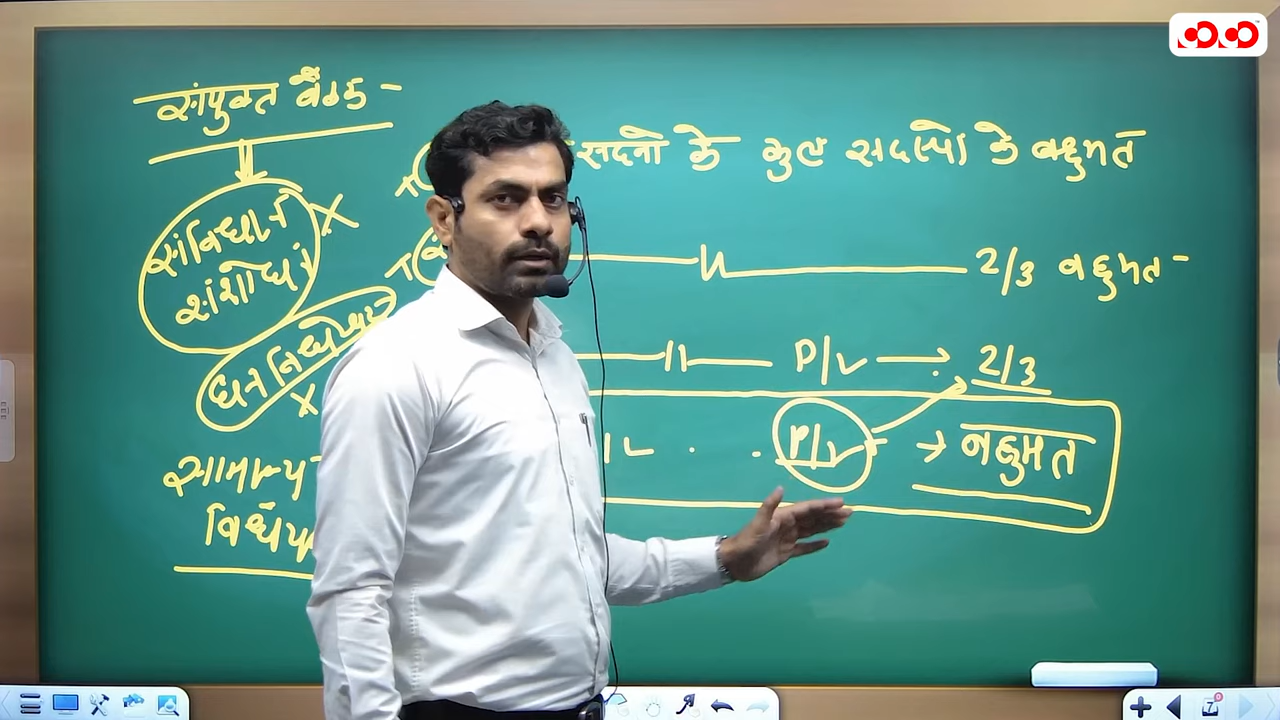 संयुक्त बैठक -
सदनो के कुल सदस्यो के बहुमत
संविधान X
संशोधन
2/3 बहुमत -
धन विधेयक
X
P/V → 2/3
P/V → बहुमत
सामान्य
विधेयक